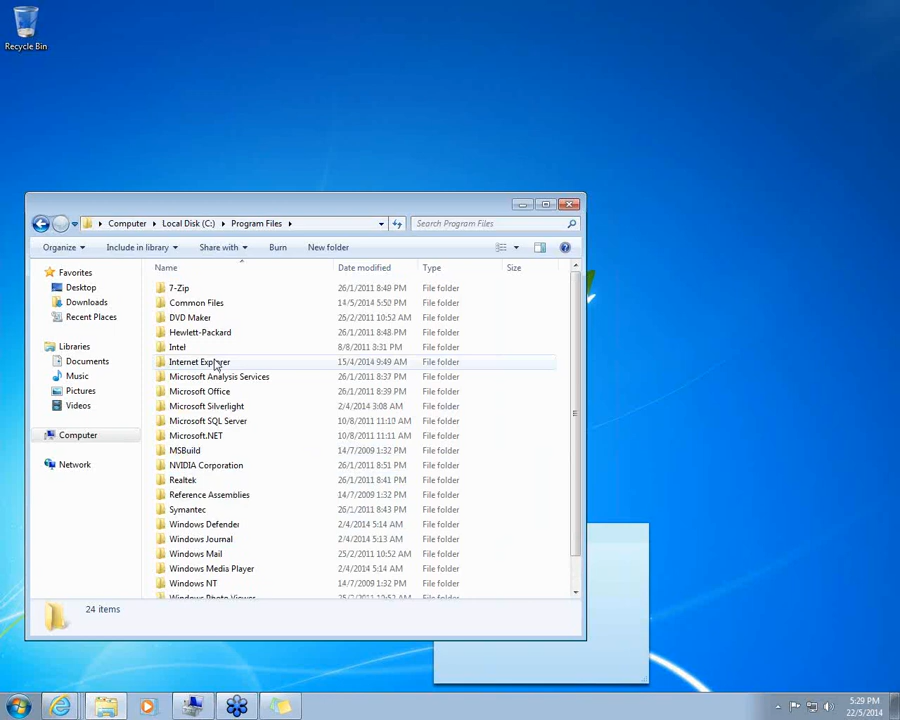 Recycle Bin
Computer Local Disk (C:) Program Files
Search Program Files
Organize Include in library Share with Burn New folder
Name Date modified Type Size
Favorites
Desktop
Downloads
Recent Places
Libraries
Documents
Music
Pictures
Videos
Computer
Network
7-Zip 26/1/2011 8:49 PM File folder
Common Files 14/5/2014 5:50 PM File folder
DVD Maker 25/2/2011 10:52 AM File folder
Hewlett-Packard 26/1/2011 8:48 PM File folder
Intel 8/8/2011 3:31 PM File folder
Internet Explorer 15/4/2014 9:49 AM File folder
Microsoft Analysis Services 26/1/2011 8:37 PM File folder
Microsoft Office 26/1/2011 8:39 PM File folder
Microsoft Silverlight 2/4/2014 3:08 AM File folder
Microsoft SQL Server 10/8/2011 11:10 AM File folder
Microsoft.NET 10/8/2011 11:11 AM File folder
MSBuild 14/7/2009 1:32 PM File folder
NVIDIA Corporation 26/1/2011 8:51 PM File folder
Realtek 26/1/2011 8:41 PM File folder
Reference Assemblies 14/7/2009 1:32 PM File folder
Symantec 26/1/2011 8:43 PM File folder
Windows Defender 2/4/2014 5:14 AM File folder
Windows Journal 2/4/2014 5:13 AM File folder
Windows Mail 25/2/2011 10:52 AM File folder
Windows Media Player 2/4/2014 5:14 AM File folder
Windows NT 14/7/2009 1:32 PM File folder
Windows Photo Viewer 25/2/2011 10:52 AM File folder
24 items
5:29 PM
22/5/2014